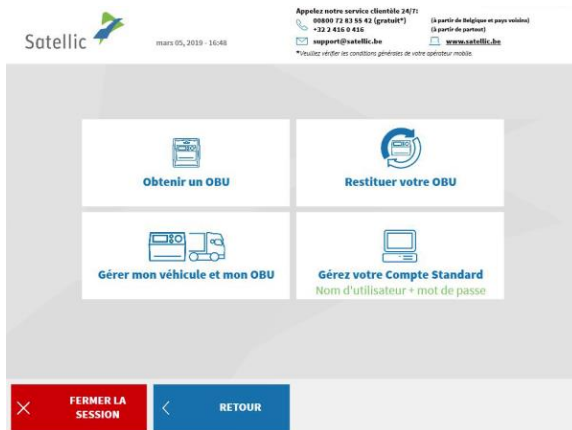 Satellic
mars 05, 2019 - 16:48
Appelez notre service clientèle 24/7:
00800 72 83 55 42 (gratuit*) (à partir de Belgique et pays voisins)
+32 2 416 0 416 (à partir de partout)
support@satellic.be www.satellic.be
*Veuillez vérifier les conditions générales de votre opérateur mobile.
Obtenir un OBU
Restituer votre OBU
Gérer mon véhicule et mon OBU
Gérez votre Compte Standard
Nom d'utilisateur + mot de passe
FERMER LA
SESSION
RETOUR